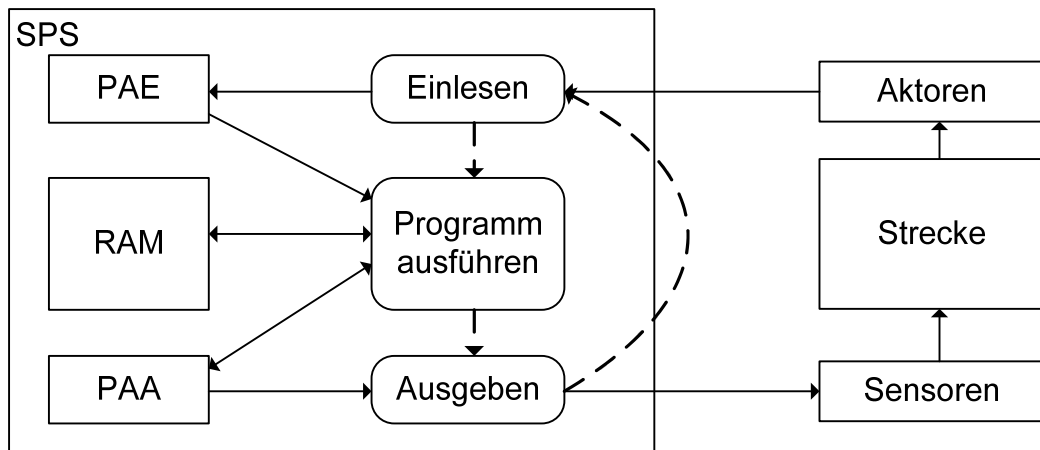 SPS
PAE
Einlesen
Aktoren
RAM
Programm
ausführen
Strecke
PAA
Ausgeben
Sensoren